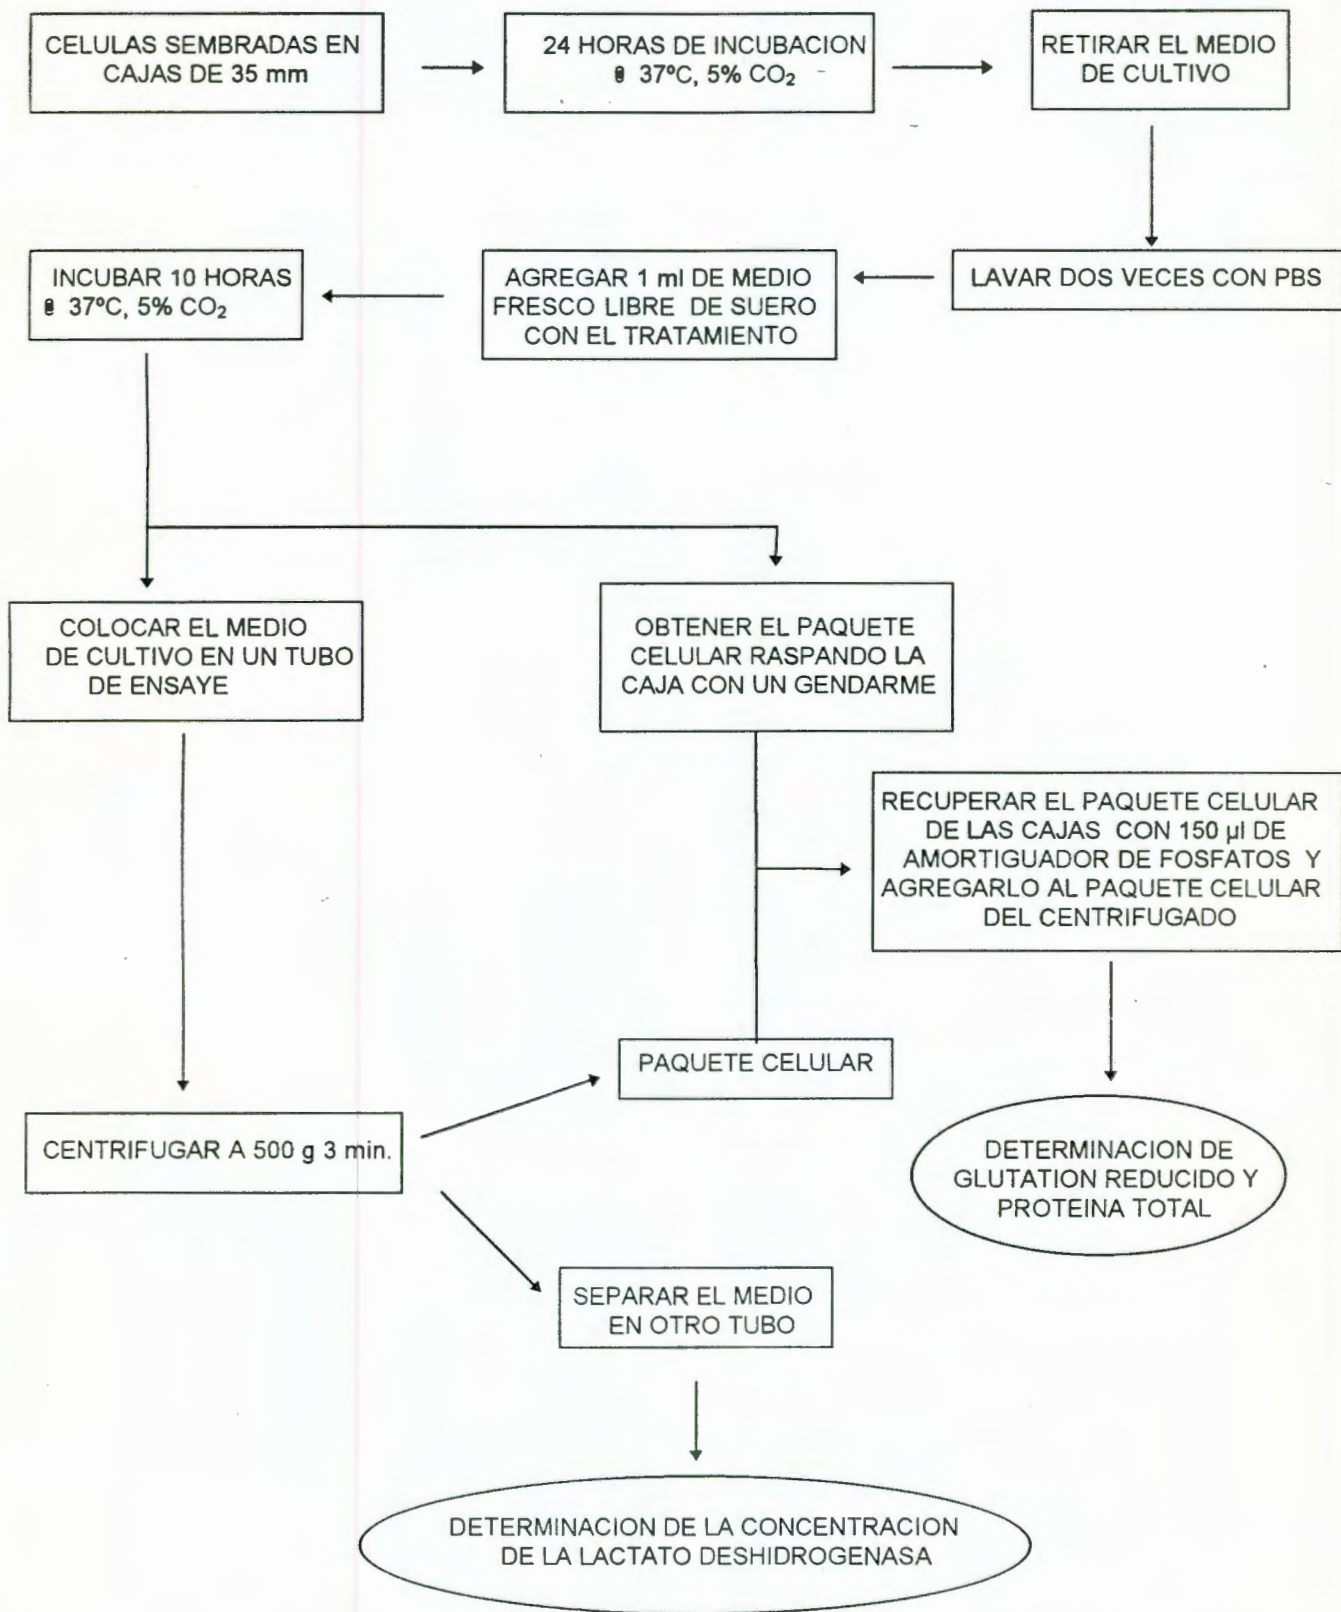 CELULAS SEMBRADAS EN
CAJAS DE 35 mm
24 HORAS DE INCUBACION
@ 37ºC, 5% CO₂
RETIRAR EL MEDIO
DE CULTIVO
LAVAR DOS VECES CON PBS
AGREGAR 1 ml DE MEDIO
FRESCO LIBRE DE SUERO
CON EL TRATAMIENTO
INCUBAR 10 HORAS
@ 37ºC, 5% CO₂
COLOCAR EL MEDIO
DE CULTIVO EN UN TUBO
DE ENSAYE
OBTENER EL PAQUETE
CELULAR RASPANDO LA
CAJA CON UN GENDARME
RECUPERAR EL PAQUETE CELULAR
DE LAS CAJAS CON 150 µl DE
AMORTIGUADOR DE FOSFATOS Y
AGREGARLO AL PAQUETE CELULAR
DEL CENTRIFUGADO
PAQUETE CELULAR
CENTRIFUGAR A 500 g 3 min.
DETERMINACION DE
GLUTATION REDUCIDO Y
PROTEINA TOTAL
SEPARAR EL MEDIO
EN OTRO TUBO
DETERMINACION DE LA CONCENTRACION
DE LA LACTATO DESHIDROGENASA